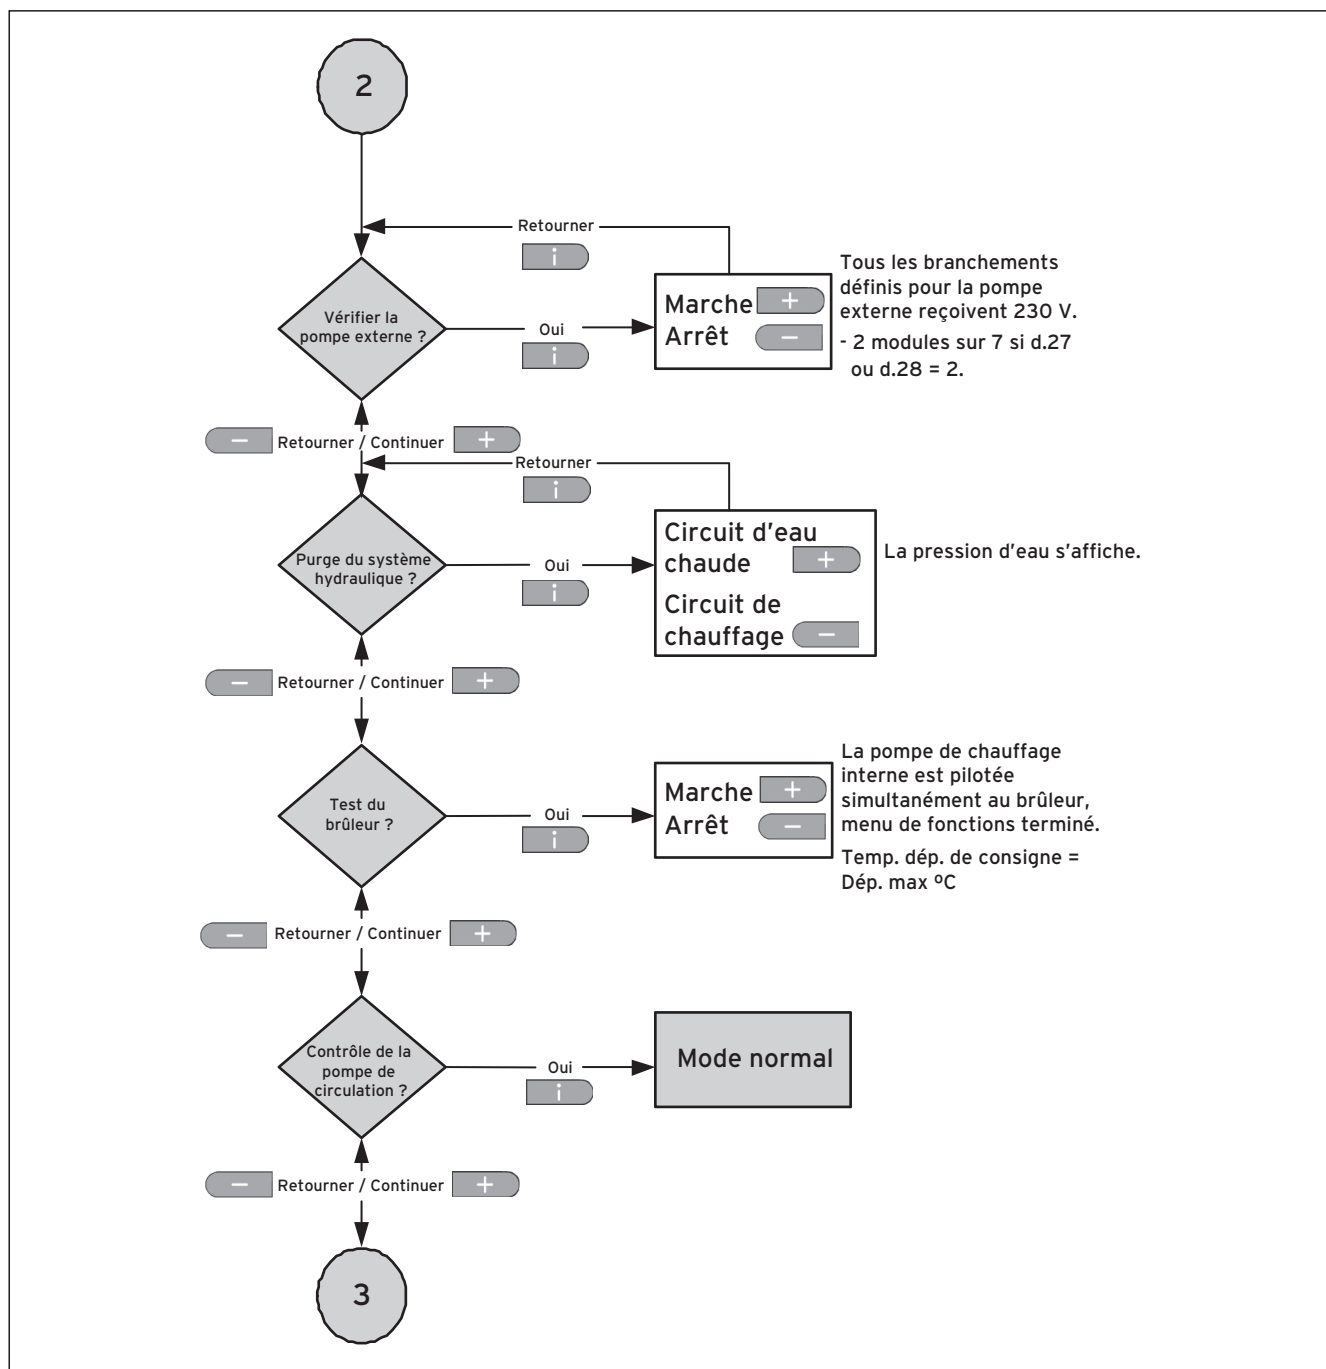 2
Retourner
i
Vérifier la
pompe externe ?
Oui
i
Marche +
Arrêt −
Tous les branchements
définis pour la pompe
externe reçoivent 230 V.
- 2 modules sur 7 si d.27
ou d.28 = 2.
− Retourner / Continuer +
Retourner
i
Purge du système
hydraulique ?
Oui
i
Circuit d'eau
chaude +
Circuit de
chauffage −
La pression d'eau s'affiche.
− Retourner / Continuer +
Test du
brûleur ?
Oui
i
Marche +
Arrêt −
La pompe de chauffage
interne est pilotée
simultanément au brûleur,
menu de fonctions terminé.
Temp. dép. de consigne =
Dép. max ºC
− Retourner / Continuer +
Contrôle de la
pompe de
circulation ?
Oui
i
Mode normal
− Retourner / Continuer +
3